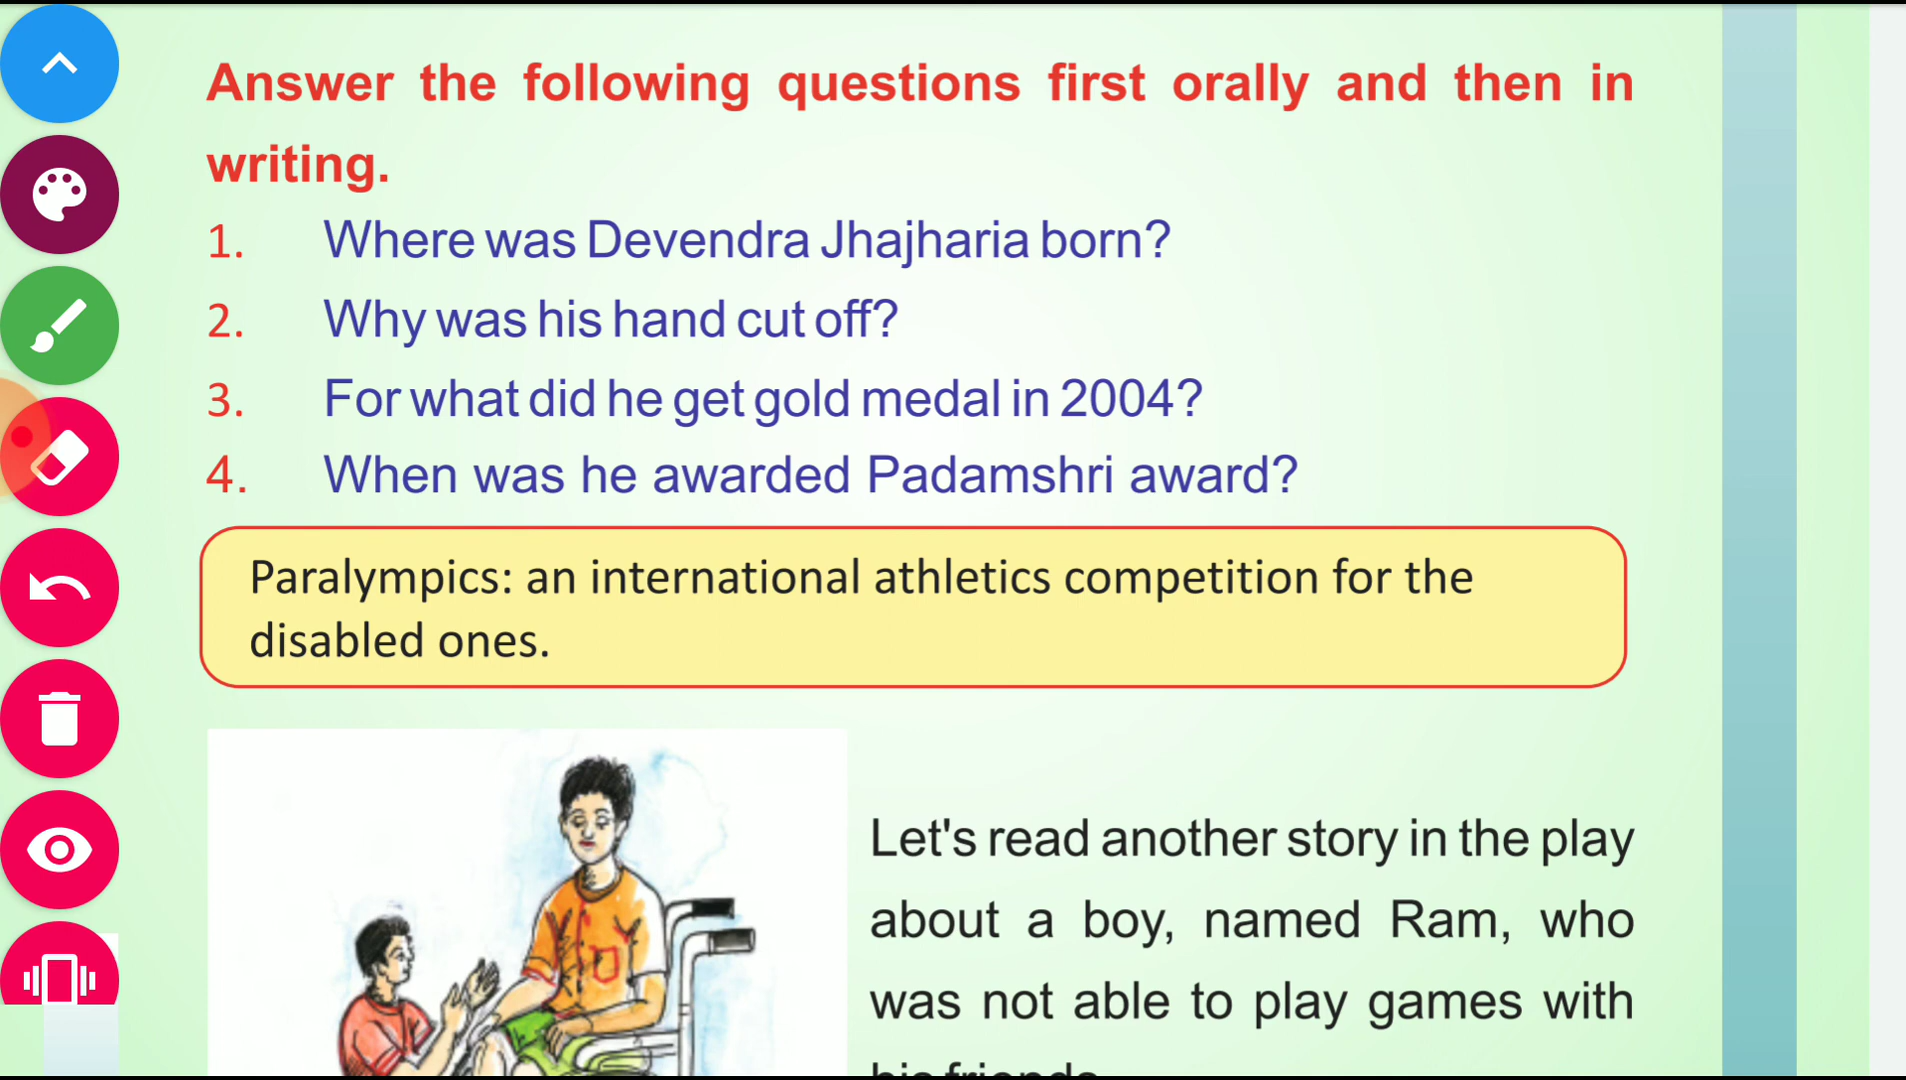 Answer the following questions first orally and then in
writing.
1. Where was Devendra Jhajharia born?
2. Why was his hand cut off?
3. For what did he get gold medal in 2004?
4. When was he awarded Padamshri award?
Paralympics: an international athletics competition for the
disabled ones.
Let's read another story in the play
about a boy, named Ram, who
was not able to play games with
his friends